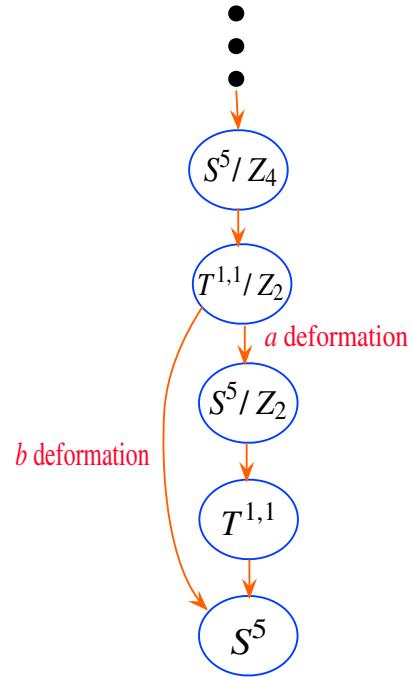 S⁵/ Z₄
T¹,¹/ Z₂
a deformation
S⁵/ Z₂
b deformation
T¹,¹
S⁵